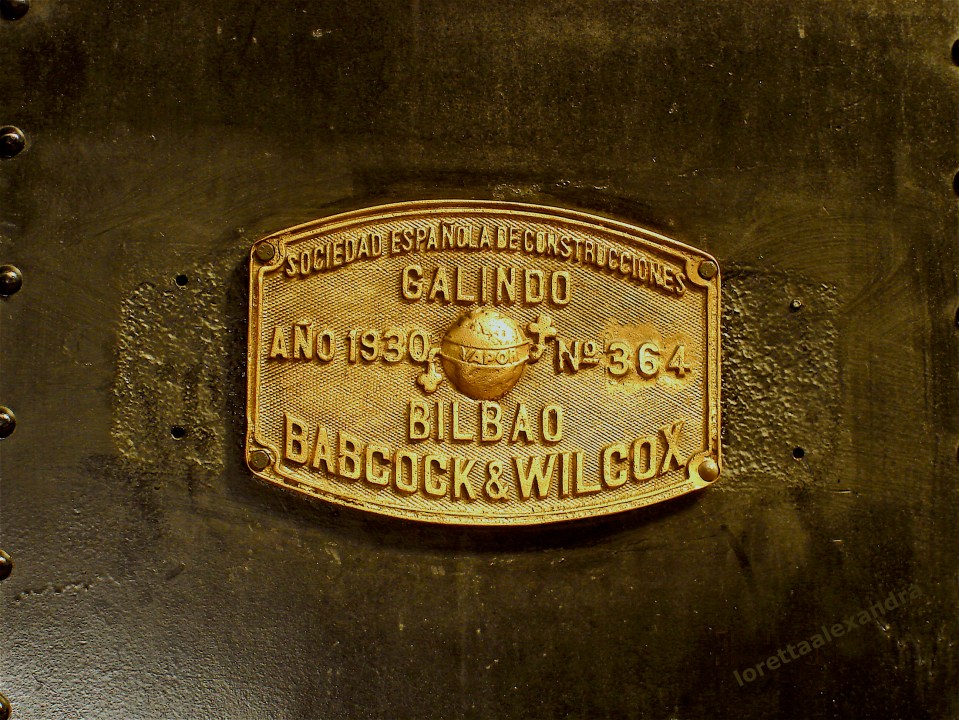 SOCIEDAD ESPAÑOLA DE CONSTRUCCIONES
GALINDO
AÑO 1930
VAPOR
Nº 364
BILBAO
BABCOCK & WILCOX
lorettaalexandra